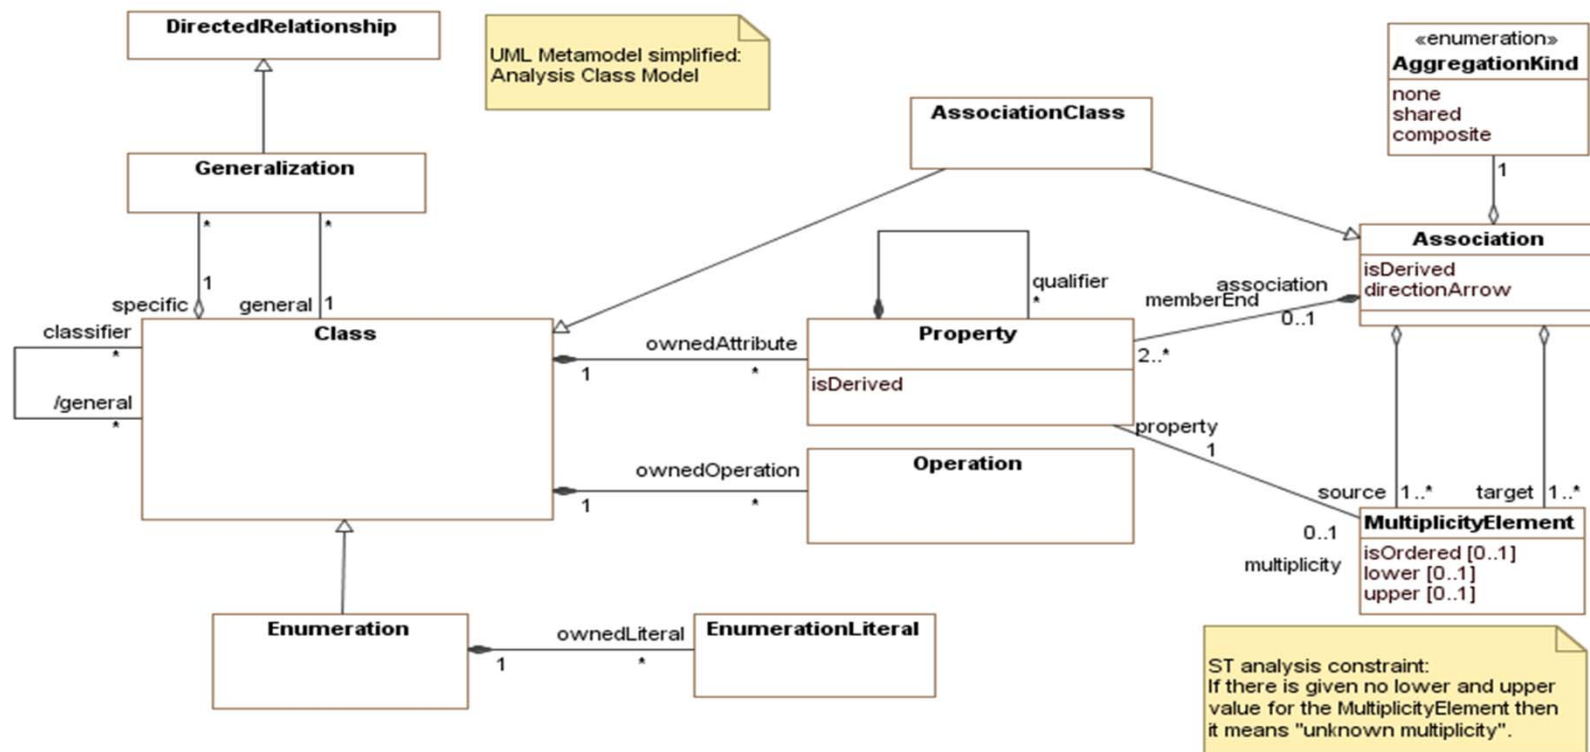 DirectedRelationship
UML Metamodel simplified:
Analysis Class Model
«enumeration»
AggregationKind
none
shared
composite
AssociationClass
Generalization
1
*
*
Association
isDerived
directionArrow
1
1
specific
general
qualifier
*
association
memberEnd
0..1
classifier
*
Class
/general
*
ownedAttribute
1
*
Property
isDerived
2..*
property
1
ownedOperation
1
*
Operation
source
1..*
target
1..*
0..1
multiplicity
MultiplicityElement
isOrdered [0..1]
lower [0..1]
upper [0..1]
Enumeration
ownedLiteral
1
*
EnumerationLiteral
ST analysis constraint:
If there is given no lower and upper
value for the MultiplicityElement then
it means "unknown multiplicity".